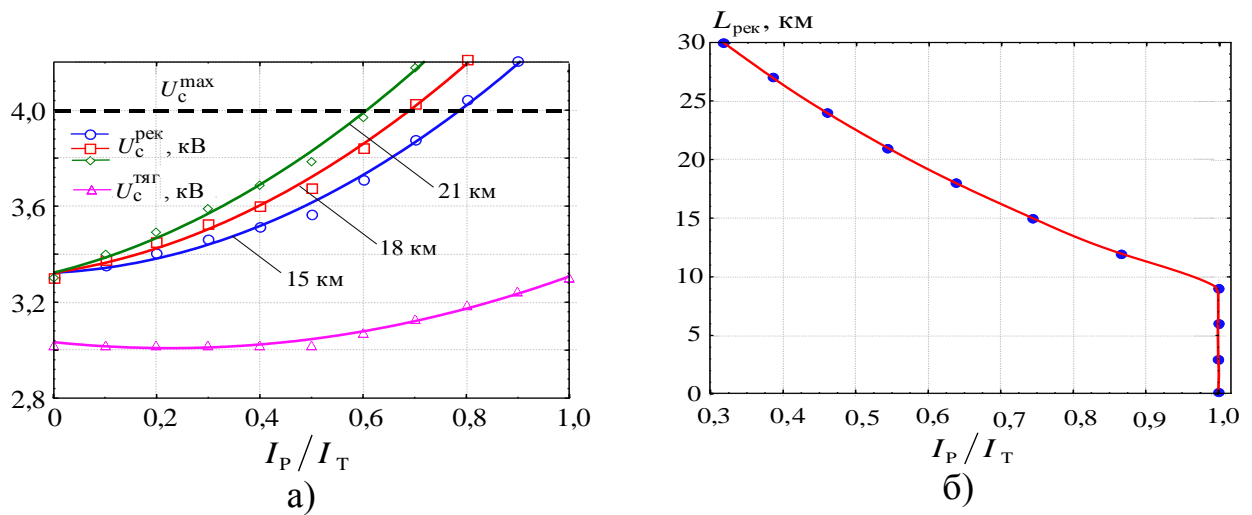 4,0
3,6
3,2
2,8
U_c^max
U_c^рек , кВ
U_c^тяг , кВ
21 км
18 км
15 км
0 0,2 0,4 0,6 0,8 1,0
I_Р / I_Т
а)
L_рек, км
30
25
20
15
10
5
0
0,3 0,4 0,5 0,6 0,7 0,8 0,9 1,0
I_Р / I_Т
б)